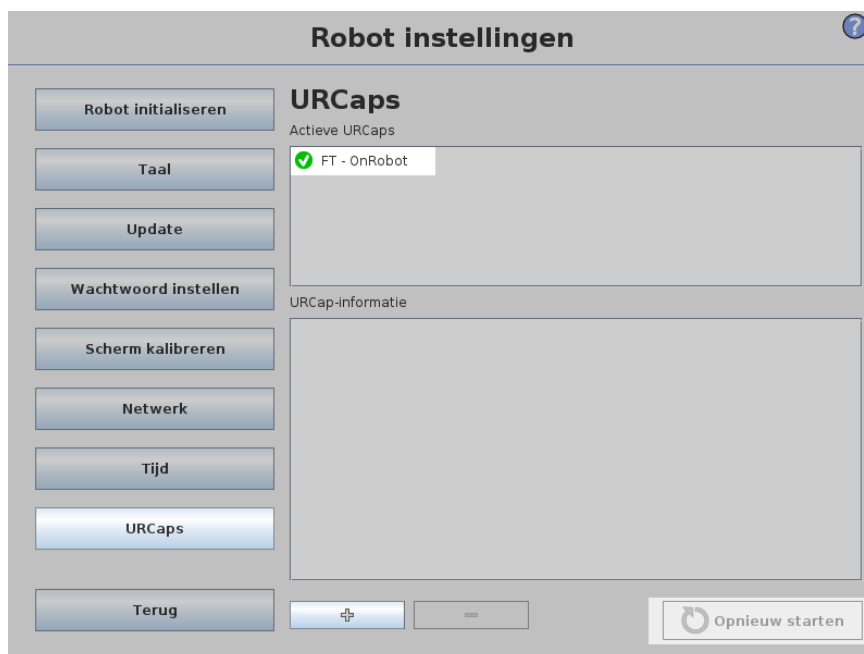 Robot instellingen
?
Robot initialiseren
Taal
Update
Wachtwoord instellen
Scherm kalibreren
Netwerk
Tijd
URCaps
Terug
URCaps
Actieve URCaps
FT - OnRobot
URCap-informatie
Opnieuw starten